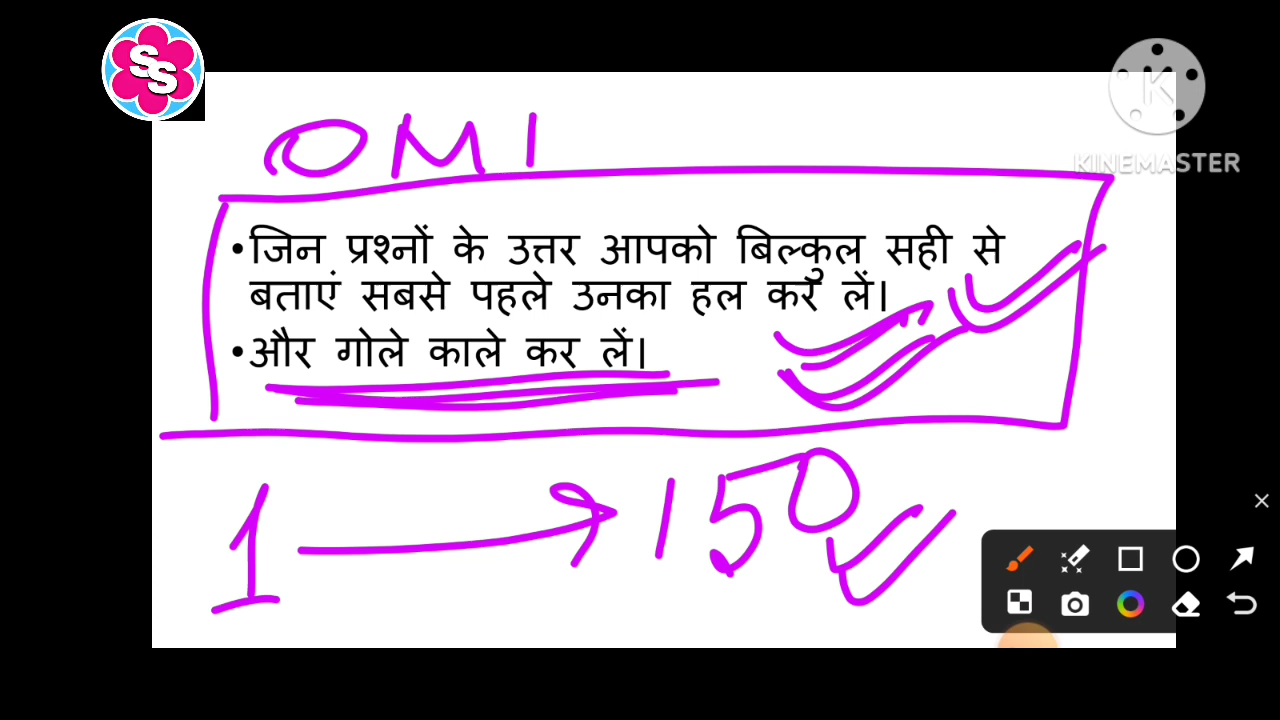 SS
KINEMASTER
OMI
•जिन प्रश्नों के उत्तर आपको बिल्कुल सही से
बताएं सबसे पहले उनका हल कर लें।
•और गोले काले कर लें।
1 → 150